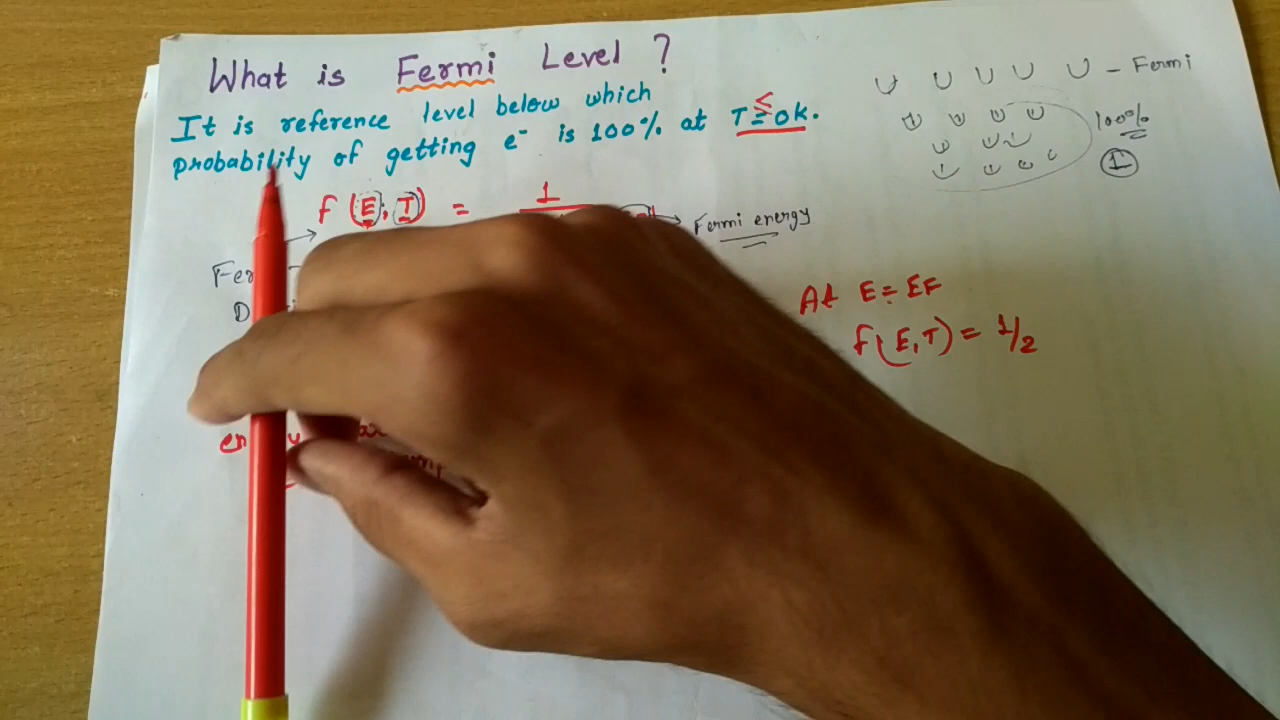 What is Fermi Level ?
It is reference level below which
probability of getting e⁻ is 100% at T ≤ 0K.
f (E, T) = 1
Fermi energy
At E = EF
f(E,T) = 1/2
– Fermi
100%
1